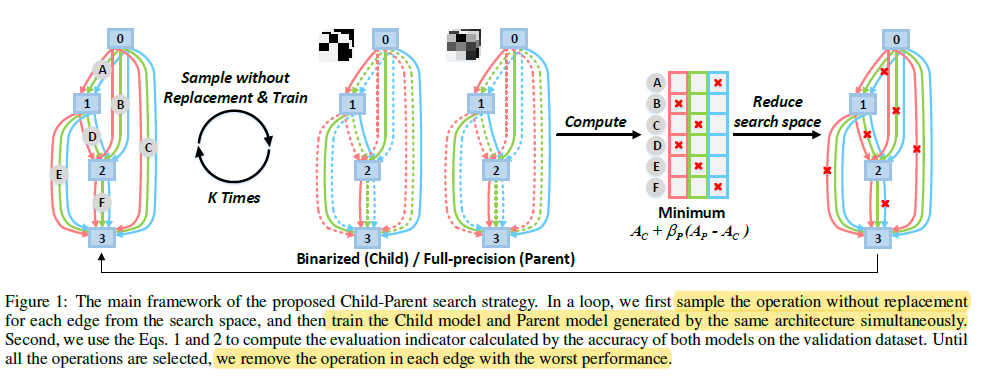 0
A
1
B
D
C
E
2
F
3
Sample without
Replacement & Train
K Times
0
1
2
3
0
1
2
3
Binarized (Child) / Full-precision (Parent)
Compute
A
B
C
D
E
F
Minimum
A_C + β_P(A_P - A_C)
Reduce
search space
0
1
2
3
Figure 1: The main framework of the proposed Child-Parent search strategy. In a loop, we first sample the operation without replacement
for each edge from the search space, and then train the Child model and Parent model generated by the same architecture simultaneously.
Second, we use the Eqs. 1 and 2 to compute the evaluation indicator calculated by the accuracy of both models on the validation dataset. Until
all the operations are selected, we remove the operation in each edge with the worst performance.